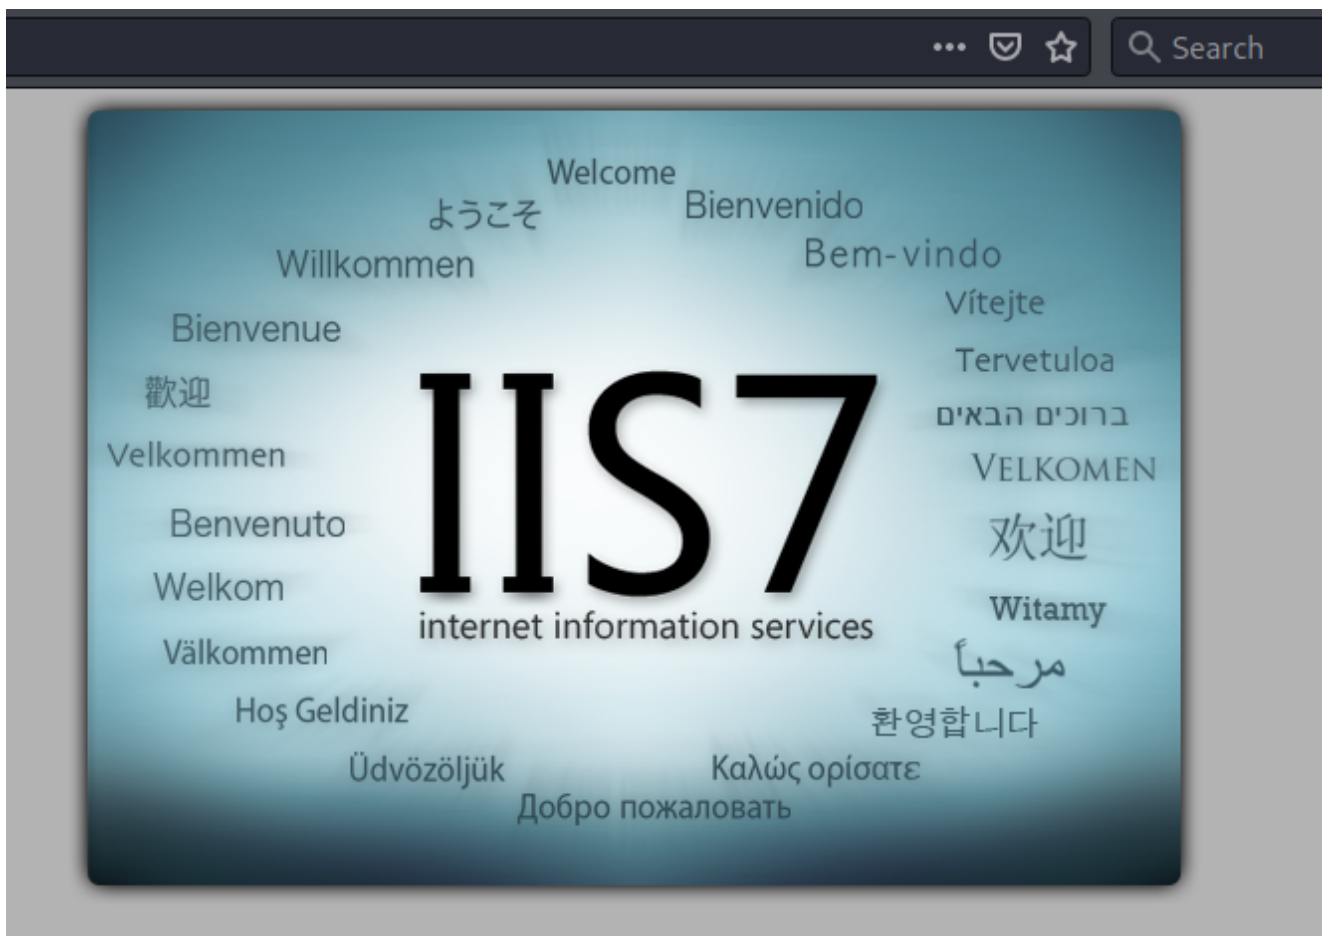 Search
Welcome
ようこそ
Bienvenido
Willkommen
Bem-vindo
Vítejte
Bienvenue
Tervetuloa
歡迎
ברוכים הבאים
Velkommen
VELKOMEN
IIS7
Benvenuto
欢迎
Welkom
Witamy
internet information services
Välkommen
مرحباً
Hoş Geldiniz
환영합니다
Üdvözöljük
Καλώς ορίσατε
Добро пожаловать